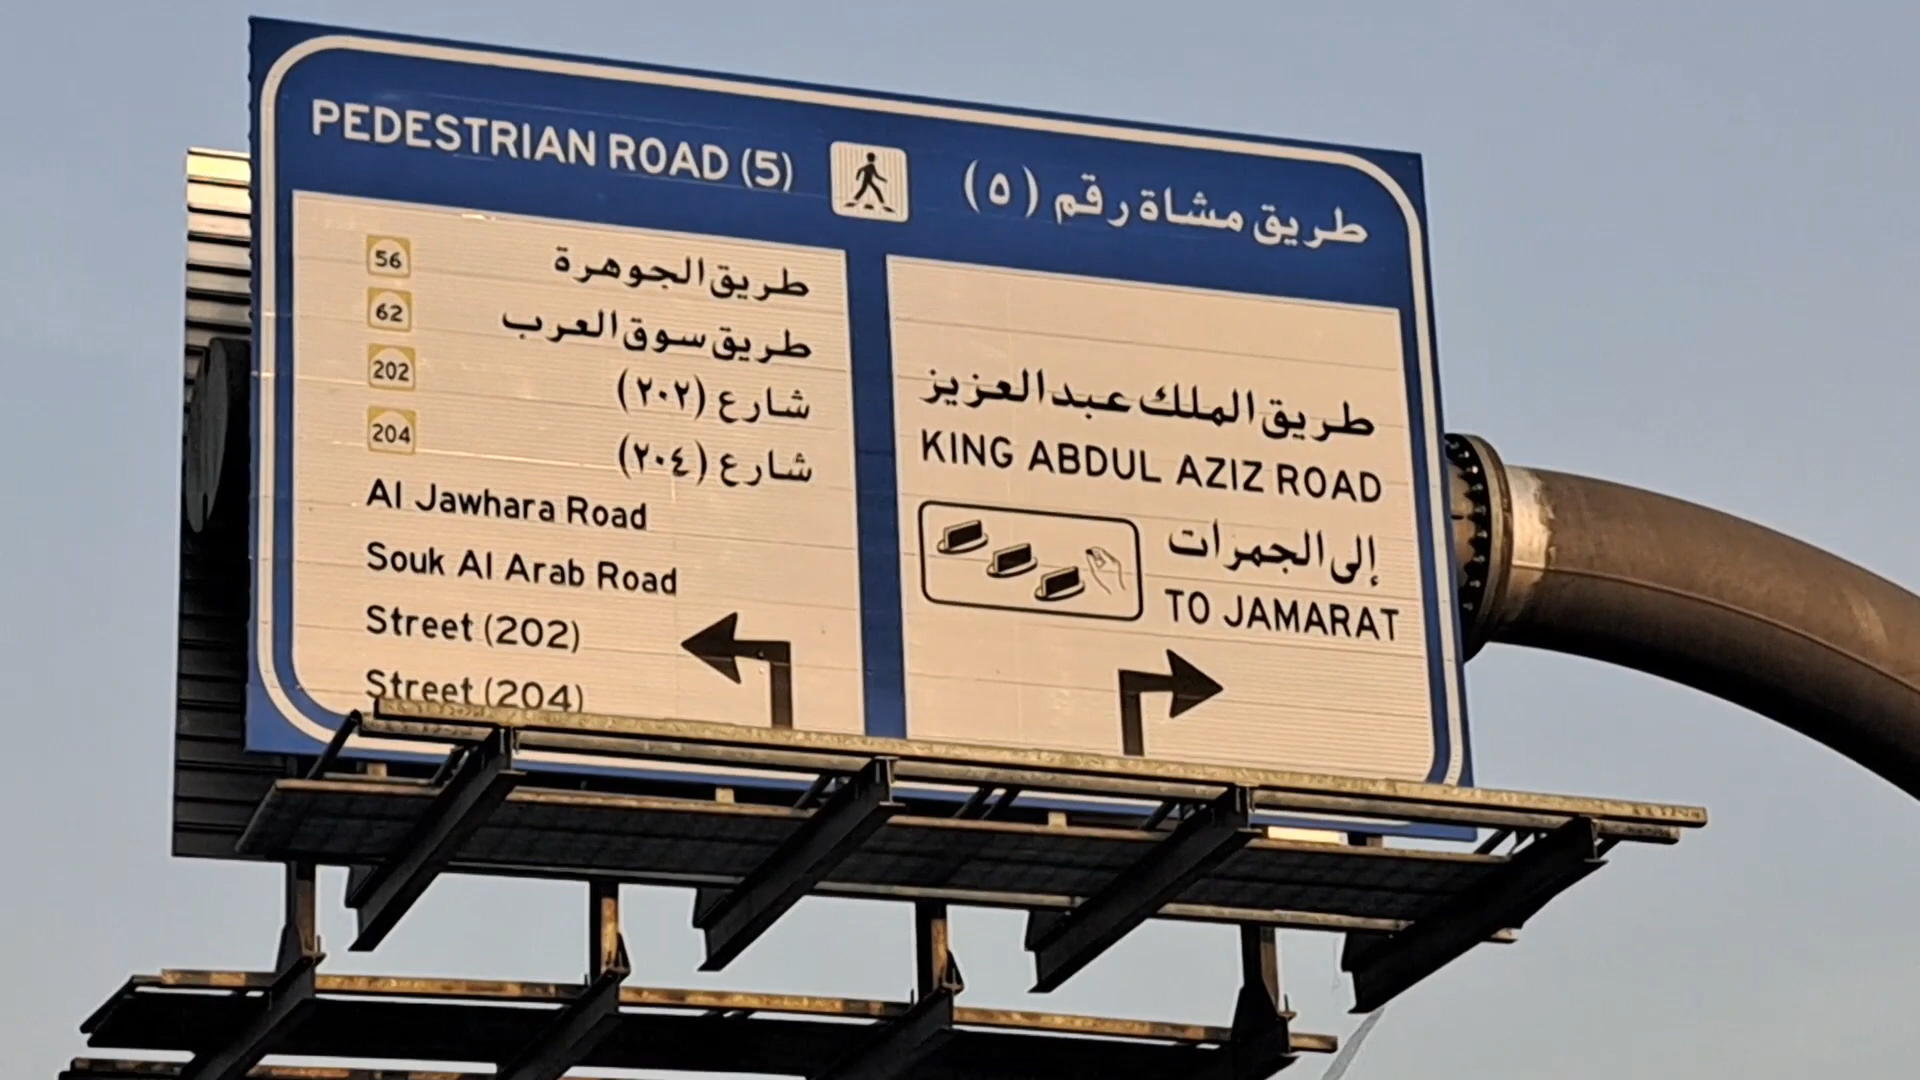 PEDESTRIAN ROAD (5)
طريق مشاة رقم (٥)
56 طريق الجوهرة
62 طريق سوق العرب
202 شارع (٢٠٢)
204 شارع (٢٠٤)
Al Jawhara Road
Souk Al Arab Road
Street (202)
Street (204)
طريق الملك عبدالعزيز
KING ABDUL AZIZ ROAD
إلى الجمرات
TO JAMARAT